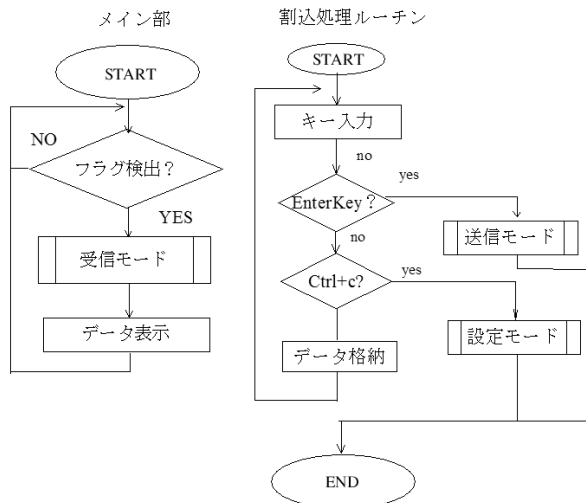 メイン部
START
NO
フラグ検出？
YES
受信モード
データ表示
割込処理ルーチン
START
キー入力
no
EnterKey？
yes
送信モード
no
Ctrl+c?
yes
データ格納
設定モード
END